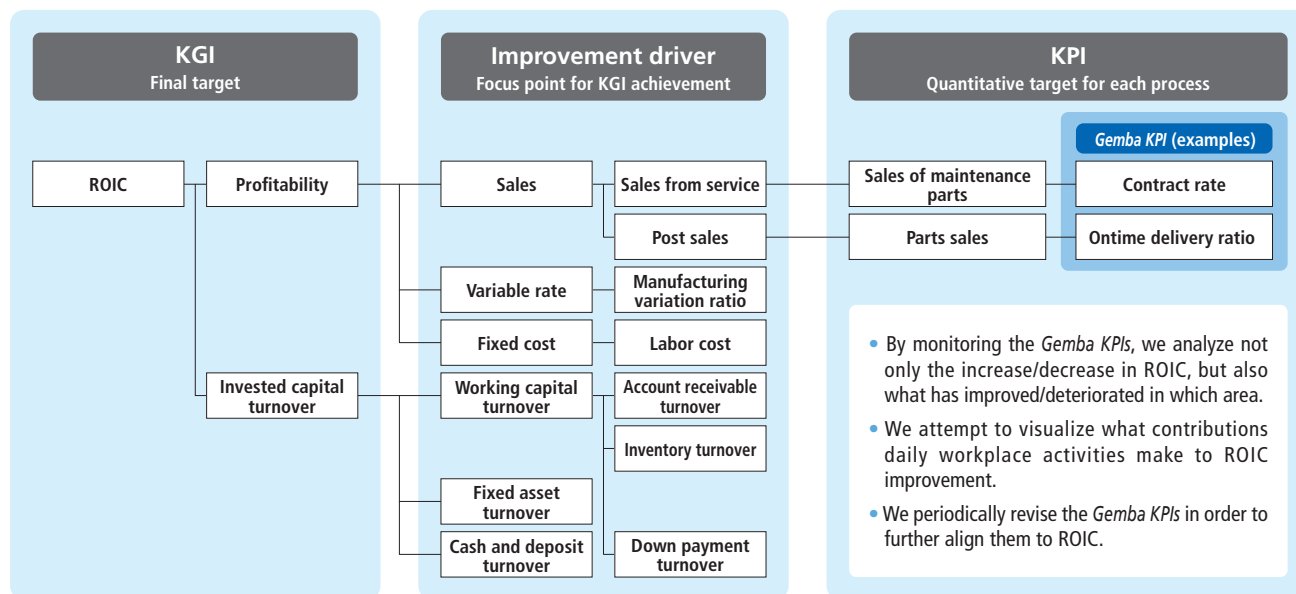 KGI
Final target
Improvement driver
Focus point for KGI achievement
KPI
Quantitative target for each process
Gemba KPI (examples)
ROIC
Profitability
Sales
Sales from service
Sales of maintenance
parts
Contract rate
Post sales
Parts sales
Ontime delivery ratio
Variable rate
Manufacturing
variation ratio
Fixed cost
Labor cost
Invested capital
turnover
Working capital
turnover
Account receivable
turnover
Inventory turnover
Fixed asset
turnover
Cash and deposit
turnover
Down payment
turnover
• By monitoring the Gemba KPIs, we analyze not
only the increase/decrease in ROIC, but also
what has improved/deteriorated in which area.
• We attempt to visualize what contributions
daily workplace activities make to ROIC
improvement.
• We periodically revise the Gemba KPIs in order to
further align them to ROIC.